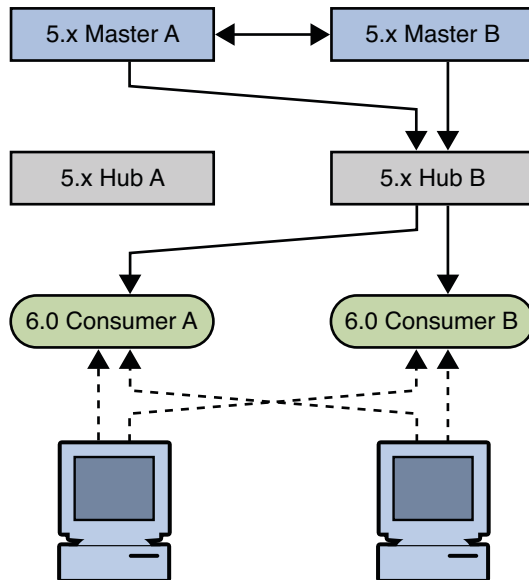 5.x Master A
5.x Master B
5.x Hub A
5.x Hub B
6.0 Consumer A
6.0 Consumer B